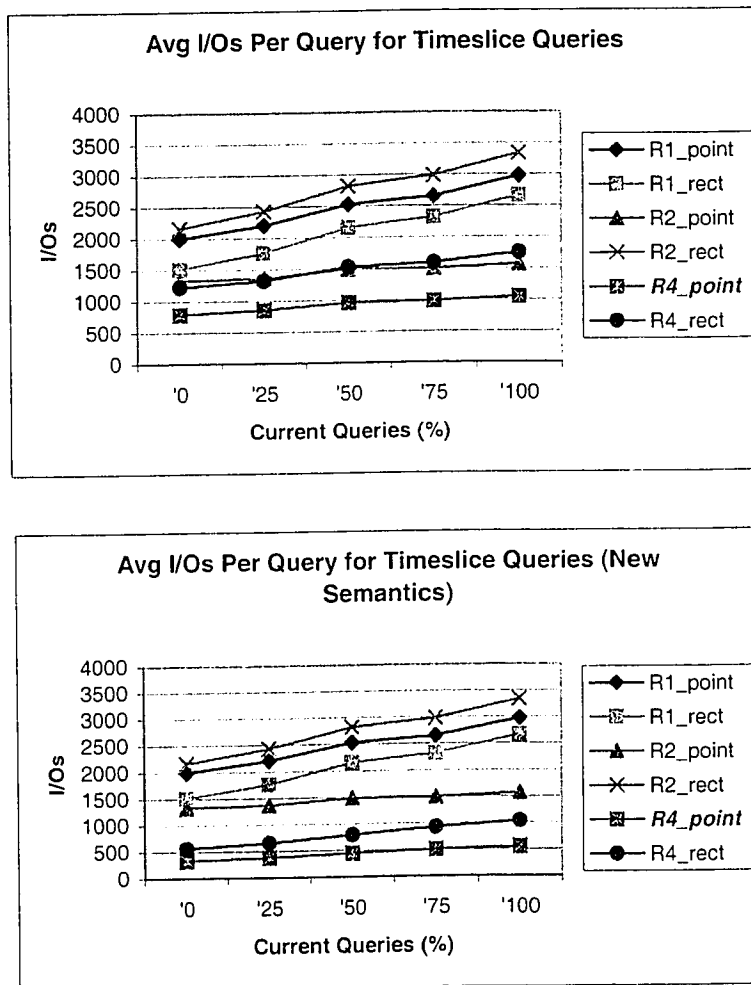 Avg I/Os Per Query for Timeslice Queries
4000
3500
3000
2500
2000
1500
1000
500
0
I/Os
'0 '25 '50 '75 '100
Current Queries (%)
R1_point
R1_rect
R2_point
R2_rect
R4_point
R4_rect
Avg I/Os Per Query for Timeslice Queries (New
Semantics)
4000
3500
3000
2500
2000
1500
1000
500
0
I/Os
'0 '25 '50 '75 '100
Current Queries (%)
R1_point
R1_rect
R2_point
R2_rect
R4_point
R4_rect